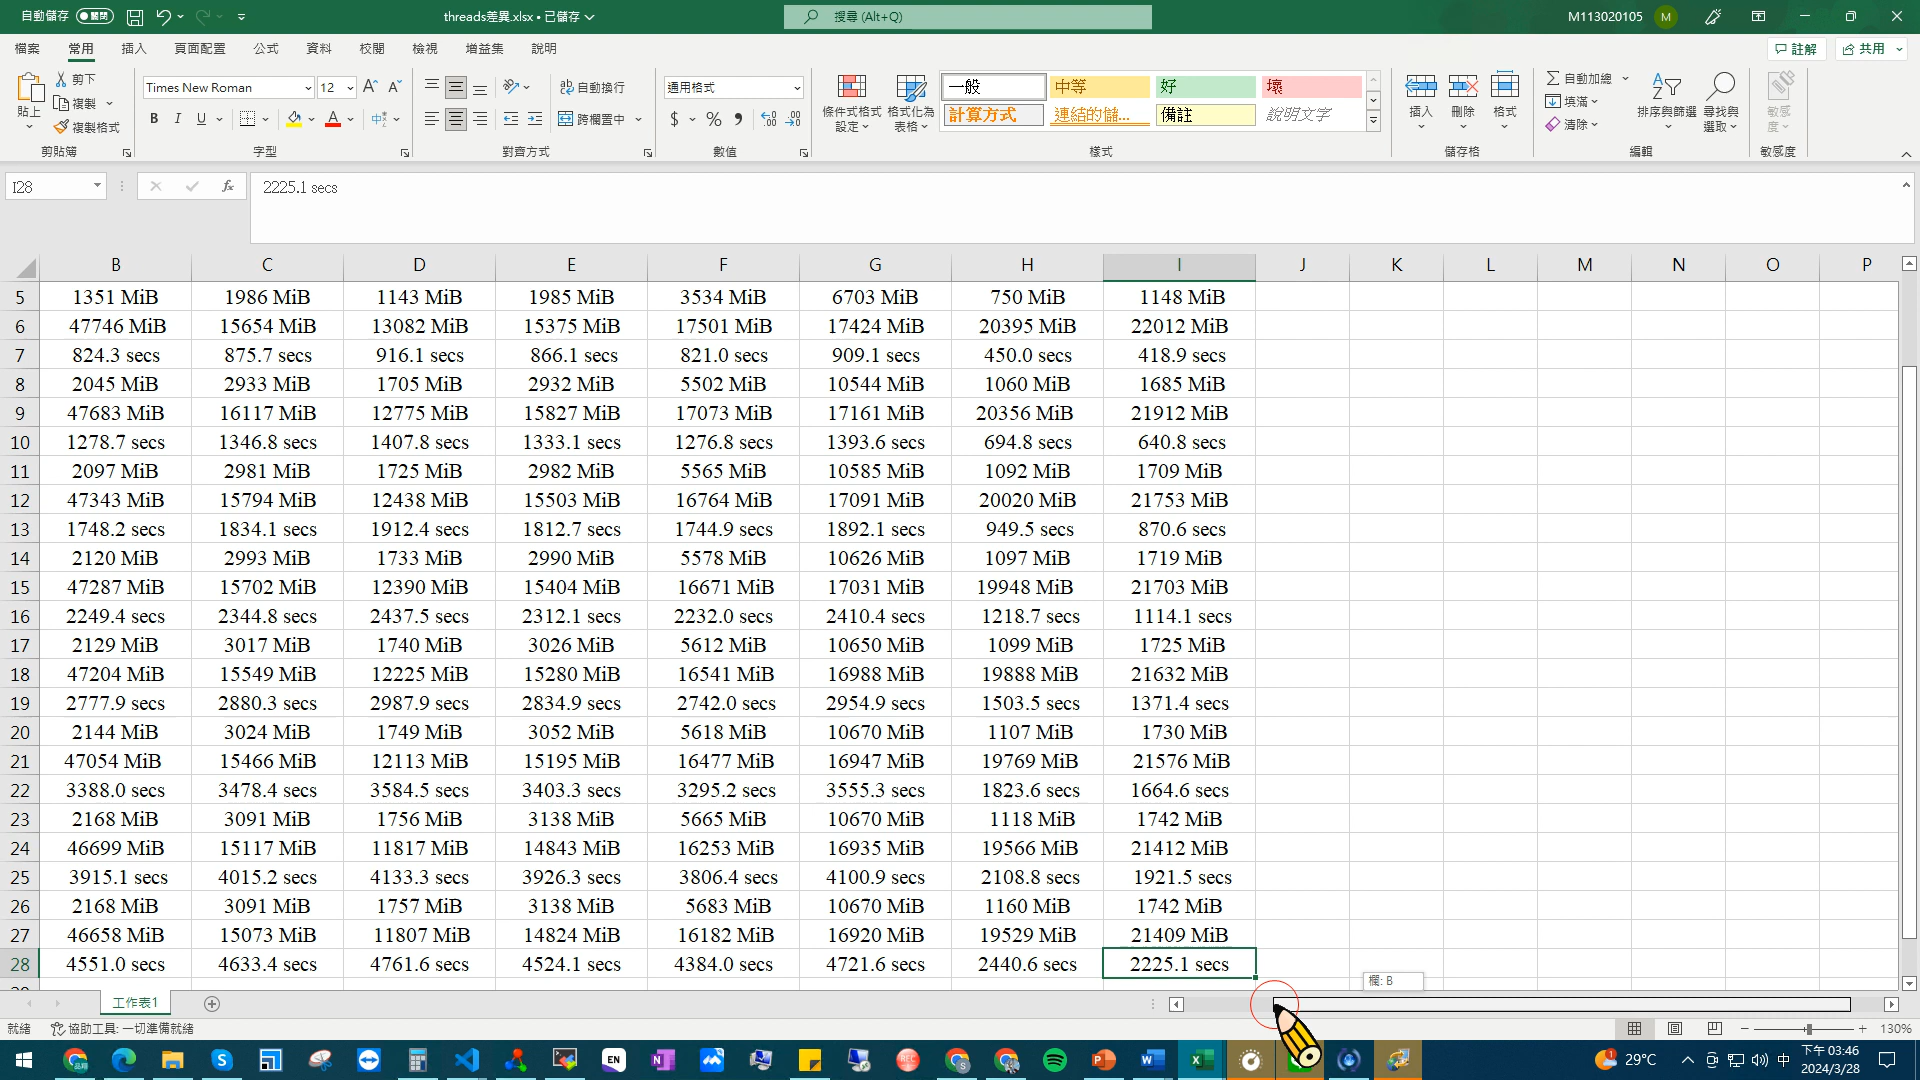 自動儲存 關閉 threads差異.xlsx • 已儲存 搜尋 (Alt+Q) M113020105 M
檔案 常用 插入 頁面配置 公式 資料 校閱 檢視 增益集 說明 註解 共用
貼上 剪下 複製 複製格式 剪貼簿
Times New Roman 12 B I U A 字型
自動換行 跨欄置中 對齊方式
通用格式 $ % 數值
條件式格式設定 格式化為表格 一般 中等 好 壞 計算方式 連結的儲... 備註 說明文字 樣式
插入 刪除 格式 儲存格
自動加總 填滿 清除 排序與篩選 尋找與選取 編輯
敏感度 敏感度
I28 fx 2225.1 secs
B C D E F G H I J K L M N O P
5 1351 MiB 1986 MiB 1143 MiB 1985 MiB 3534 MiB 6703 MiB 750 MiB 1148 MiB
6 47746 MiB 15654 MiB 13082 MiB 15375 MiB 17501 MiB 17424 MiB 20395 MiB 22012 MiB
7 824.3 secs 875.7 secs 916.1 secs 866.1 secs 821.0 secs 909.1 secs 450.0 secs 418.9 secs
8 2045 MiB 2933 MiB 1705 MiB 2932 MiB 5502 MiB 10544 MiB 1060 MiB 1685 MiB
9 47683 MiB 16117 MiB 12775 MiB 15827 MiB 17073 MiB 17161 MiB 20356 MiB 21912 MiB
10 1278.7 secs 1346.8 secs 1407.8 secs 1333.1 secs 1276.8 secs 1393.6 secs 694.8 secs 640.8 secs
11 2097 MiB 2981 MiB 1725 MiB 2982 MiB 5565 MiB 10585 MiB 1092 MiB 1709 MiB
12 47343 MiB 15794 MiB 12438 MiB 15503 MiB 16764 MiB 17091 MiB 20020 MiB 21753 MiB
13 1748.2 secs 1834.1 secs 1912.4 secs 1812.7 secs 1744.9 secs 1892.1 secs 949.5 secs 870.6 secs
14 2120 MiB 2993 MiB 1733 MiB 2990 MiB 5578 MiB 10626 MiB 1097 MiB 1719 MiB
15 47287 MiB 15702 MiB 12390 MiB 15404 MiB 16671 MiB 17031 MiB 19948 MiB 21703 MiB
16 2249.4 secs 2344.8 secs 2437.5 secs 2312.1 secs 2232.0 secs 2410.4 secs 1218.7 secs 1114.1 secs
17 2129 MiB 3017 MiB 1740 MiB 3026 MiB 5612 MiB 10650 MiB 1099 MiB 1725 MiB
18 47204 MiB 15549 MiB 12225 MiB 15280 MiB 16541 MiB 16988 MiB 19888 MiB 21632 MiB
19 2777.9 secs 2880.3 secs 2987.9 secs 2834.9 secs 2742.0 secs 2954.9 secs 1503.5 secs 1371.4 secs
20 2144 MiB 3024 MiB 1749 MiB 3052 MiB 5618 MiB 10670 MiB 1107 MiB 1730 MiB
21 47054 MiB 15466 MiB 12113 MiB 15195 MiB 16477 MiB 16947 MiB 19769 MiB 21576 MiB
22 3388.0 secs 3478.4 secs 3584.5 secs 3403.3 secs 3295.2 secs 3555.3 secs 1823.6 secs 1664.6 secs
23 2168 MiB 3091 MiB 1756 MiB 3138 MiB 5665 MiB 10670 MiB 1118 MiB 1742 MiB
24 46699 MiB 15117 MiB 11817 MiB 14843 MiB 16253 MiB 16935 MiB 19566 MiB 21412 MiB
25 3915.1 secs 4015.2 secs 4133.3 secs 3926.3 secs 3806.4 secs 4100.9 secs 2108.8 secs 1921.5 secs
26 2168 MiB 3091 MiB 1757 MiB 3138 MiB 5683 MiB 10670 MiB 1160 MiB 1742 MiB
27 46658 MiB 15073 MiB 11807 MiB 14824 MiB 16182 MiB 16920 MiB 19529 MiB 21409 MiB
28 4551.0 secs 4633.4 secs 4761.6 secs 4524.1 secs 4384.0 secs 4721.6 secs 2440.6 secs 2225.1 secs
欄: B
工作表1
就緒 協助工具: 一切準備就緒 130%
EN 29°C 中 下午 03:46
2024/3/28